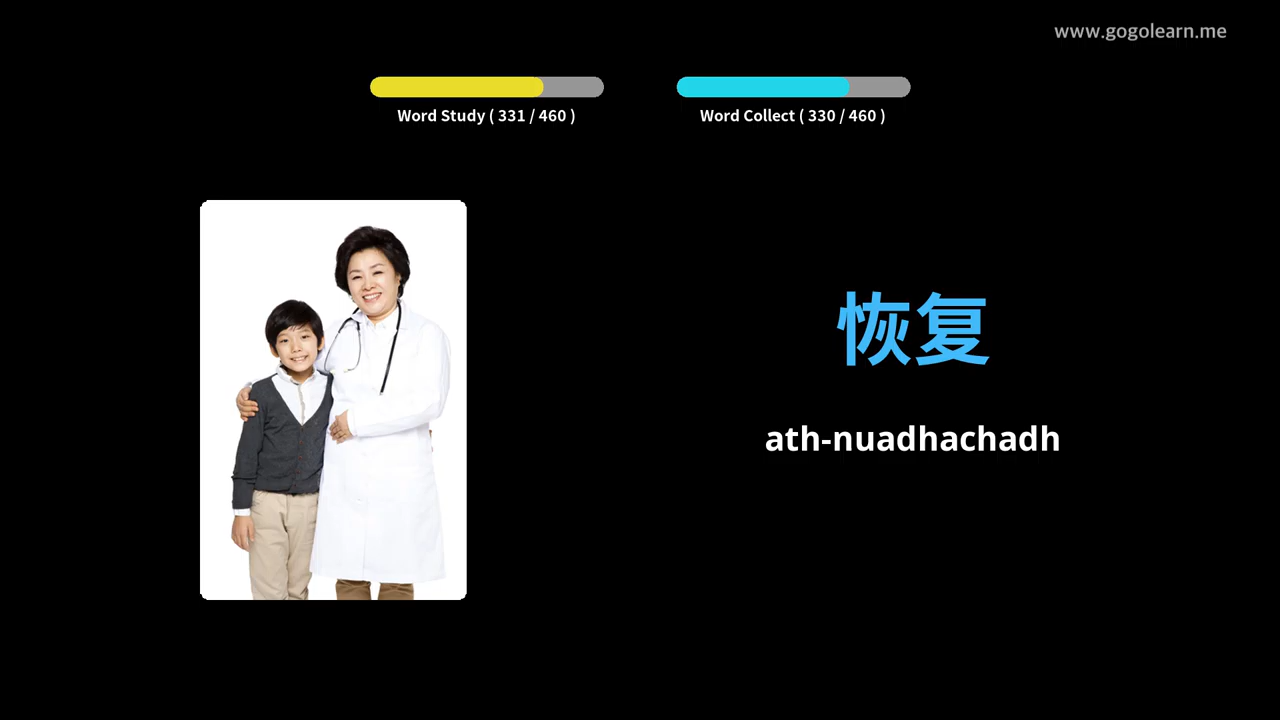 www.gogolearn.me
Word Study ( 331 / 460 )
Word Collect ( 330 / 460 )
恢复
ath-nuadhachadh